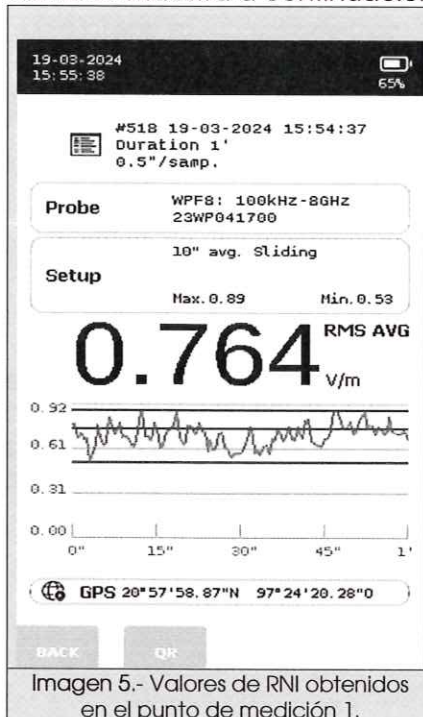 19-03-2024
15:55:38
65%
#518 19-03-2024 15:54:37
Duration 1'
0.5"/samp.
Probe
WPF8: 100kHz-8GHz
23WP041700
Setup
10" avg. Sliding
Max.0.89 Min.0.53
0.764 RMS AVG
V/m
0.92
0.61
0.31
0.00
0" 15" 30" 45" 1'
GPS 20°57'58.87"N 97°24'20.28"O
BACK QR
Imagen 5.- Valores de RNI obtenidos
en el punto de medición 1.